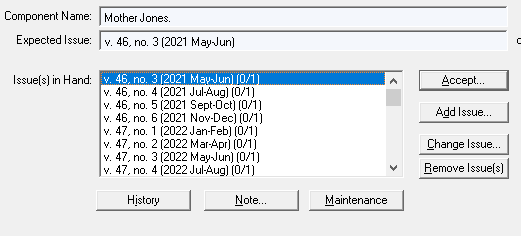 Component Name: Mother Jones.
Expected Issue: v. 46, no. 3 (2021 May-Jun)
Issue(s) in Hand: v. 46, no. 3 (2021 May-Jun) (0/1)
v. 46, no. 4 (2021 Jul-Aug) (0/1)
v. 46, no. 5 (2021 Sept-Oct) (0/1)
v. 46, no. 6 (2021 Nov-Dec) (0/1)
v. 47, no. 1 (2022 Jan-Feb) (0/1)
v. 47, no. 2 (2022 Mar-Apr) (0/1)
v. 47, no. 3 (2022 May-Jun) (0/1)
v. 47, no. 4 (2022 Jul-Aug) (0/1)
Accept...
Add Issue...
Change Issue...
Remove Issue(s)
History Note... Maintenance